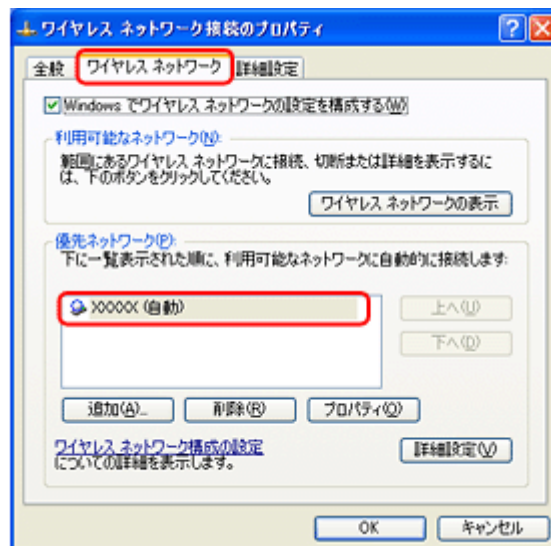 ワイヤレス ネットワーク接続のプロパティ
全般 ワイヤレス ネットワーク 詳細設定
Windows でワイヤレス ネットワークの設定を構成する(W)
利用可能なネットワーク(N):
範囲にあるワイヤレス ネットワークに接続、切断または詳細を表示するに
は、下のボタンをクリックしてください。
ワイヤレス ネットワークの表示
優先ネットワーク(P):
下に一覧表示された順に、利用可能なネットワークに自動的に接続します:
XXXXX (自動)
上へ(U)
下へ(D)
追加(A)... 削除(R) プロパティ(O)
ワイヤレス ネットワーク構成の設定
についての詳細を表示します。
詳細設定(V)
OK キャンセル